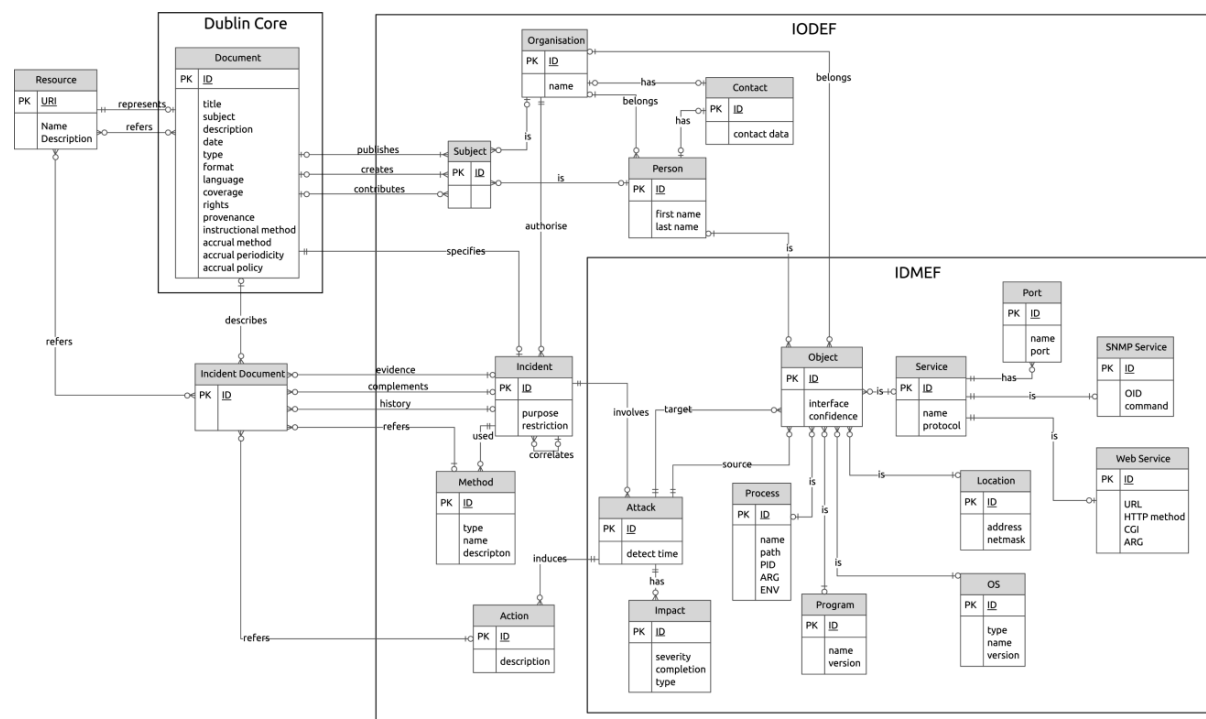 Dublin Core
IODEF
IDMEF
Resource
PK URI
Name
Description
represents
refers
refers
Document
PK ID
title
subject
description
date
type
format
language
coverage
rights
provenance
instructional method
accrual method
accrual periodicity
accrual policy
publishes
creates
contributes
specifies
describes
Organisation
PK ID
name
has
belongs
belongs
Contact
PK ID
contact data
has
is
Subject
PK ID
is
Person
PK ID
first name
last name
is
authorise
Incident Document
PK ID
evidence
complements
history
refers
refers
Incident
PK ID
purpose
restriction
used
correlates
involves
Method
PK ID
type
name
descripton
Action
PK ID
description
induces
Attack
PK ID
detect time
has
target
source
Impact
PK ID
severity
completion
type
Object
PK ID
interface
confidence
is
Service
PK ID
name
protocol
has
is
is
Port
PK ID
name
port
SNMP Service
PK ID
OID
command
Web Service
PK ID
URL
HTTP method
CGI
ARG
is
Location
PK ID
address
netmask
is
Process
PK ID
name
path
PID
ARG
ENV
is
Program
PK ID
name
version
is
OS
PK ID
type
name
version